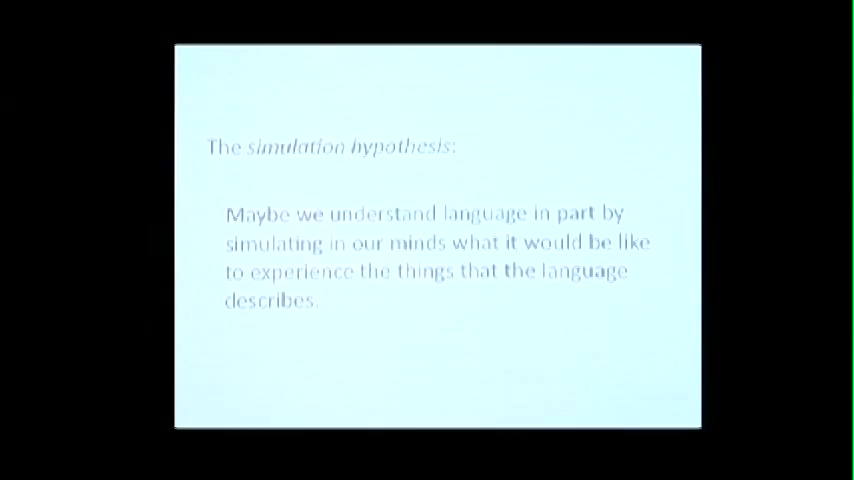 The simulation hypothesis:
Maybe we understand language in part by
simulating in our minds what it would be like
to experience the things that the language
describes.